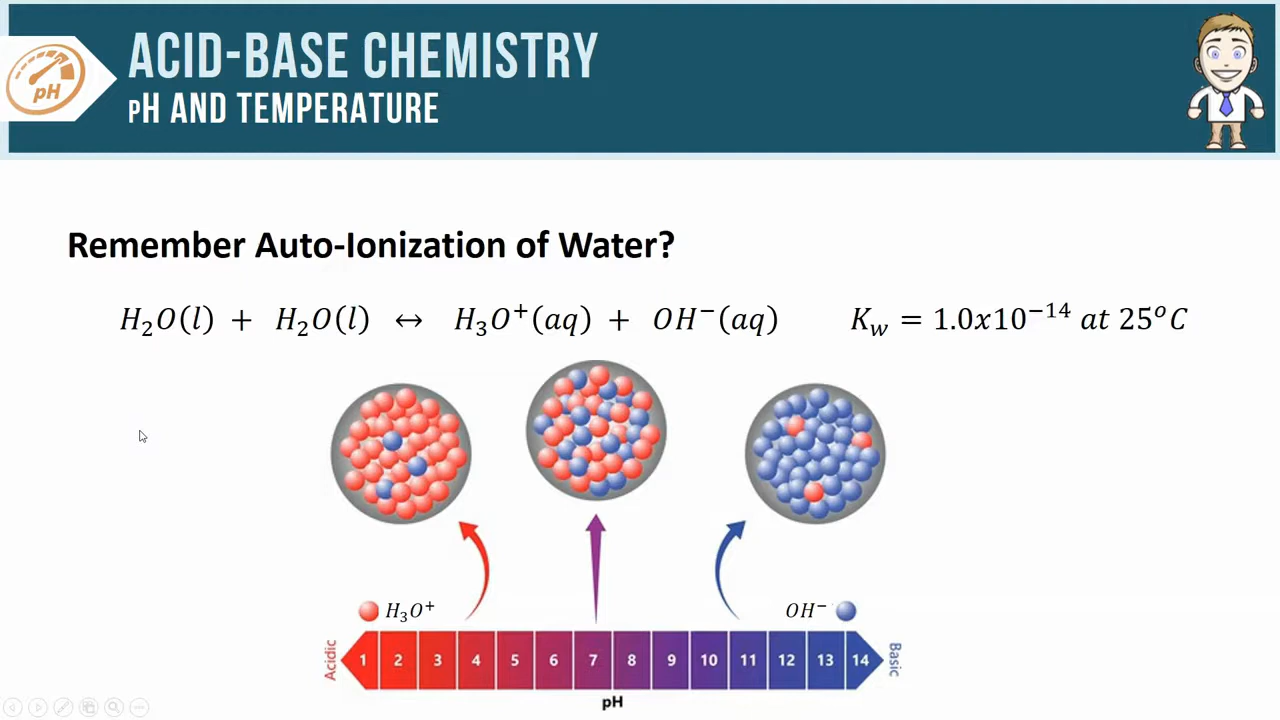 pH
ACID-BASE CHEMISTRY
pH AND TEMPERATURE
Remember Auto-Ionization of Water?
H₂O(l) + H₂O(l) ↔ H₃O⁺(aq) + OH⁻(aq) K_w = 1.0x10⁻¹⁴ at 25°C
H₃O⁺ OH⁻
Acidic 1 2 3 4 5 6 7 8 9 10 11 12 13 14 Basic
pH